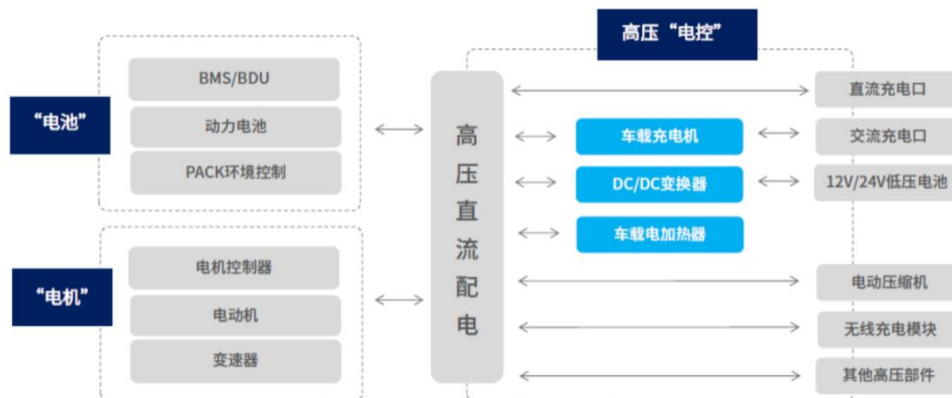 高压“电控”
“电池”
BMS/BDU
动力电池
PACK环境控制
“电机”
电机控制器
电动机
变速器
高压直流配电
车载充电机
DC/DC变换器
车载电加热器
直流充电口
交流充电口
12V/24V低压电池
电动压缩机
无线充电模块
其他高压部件